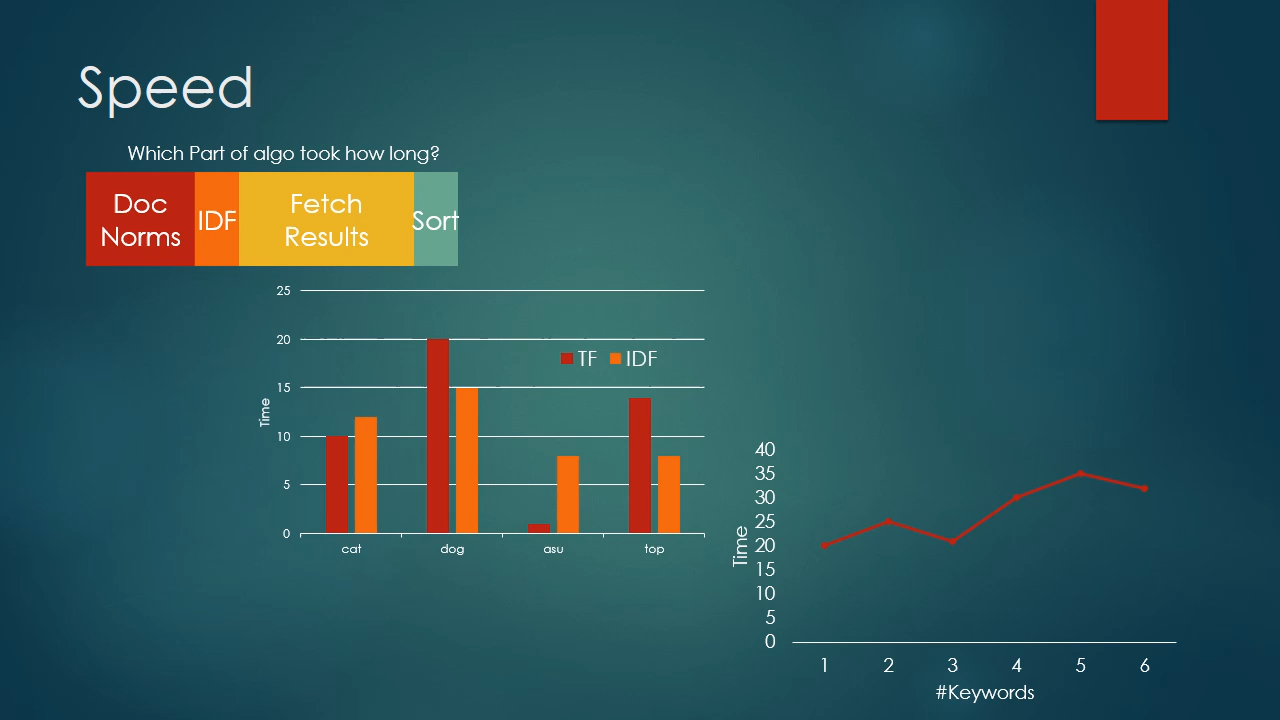 Speed
Which Part of algo took how long?
Doc
Norms
IDF
Fetch
Results
Sort
25
20
15
10
5
0
Time
TF IDF
cat dog asu top
40
35
30
25
20
15
10
5
0
Time
1 2 3 4 5 6
#Keywords